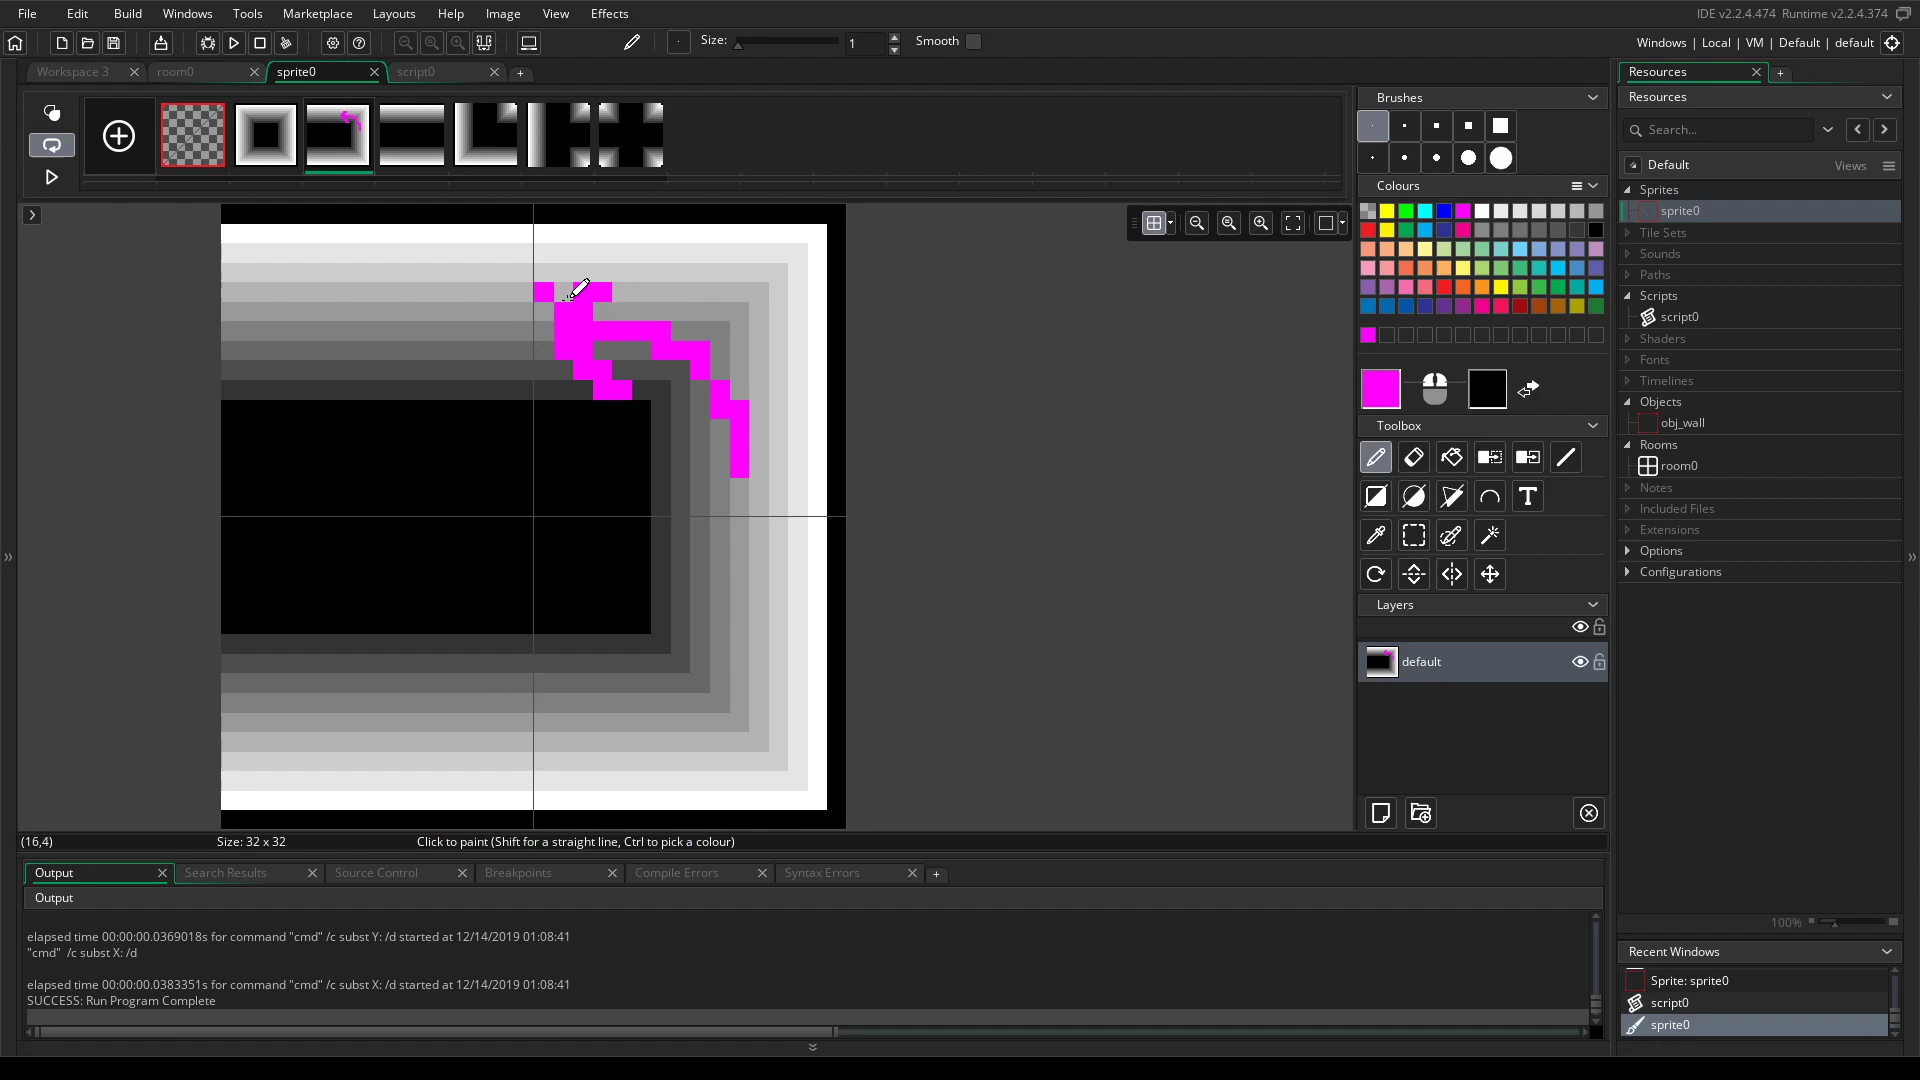 File Edit Build Windows Tools Marketplace Layouts Help Image View Effects IDE v2.2.4.474 Runtime v2.2.4.374
Size: 1 Smooth Windows | Local | VM | Default | default
Workspace 3 room0 sprite0 script0 Resources
Brushes Resources
Search...
Default Views
Colours
Sprites
sprite0
Tile Sets
Sounds
Paths
Scripts
script0
Shaders
Fonts
Timelines
Objects
obj_wall
Toolbox
Rooms
room0
Notes
Included Files
Extensions
Options
Configurations
Layers
default
(16,4) Size: 32 x 32 Click to paint (Shift for a straight line, Ctrl to pick a colour)
Output Search Results Source Control Breakpoints Compile Errors Syntax Errors
Output
100%
elapsed time 00:00:00.0369018s for command "cmd" /c subst Y: /d started at 12/14/2019 01:08:41
"cmd" /c subst X: /d
elapsed time 00:00:00.0383351s for command "cmd" /c subst X: /d started at 12/14/2019 01:08:41
SUCCESS: Run Program Complete
Recent Windows
Sprite: sprite0
script0
sprite0